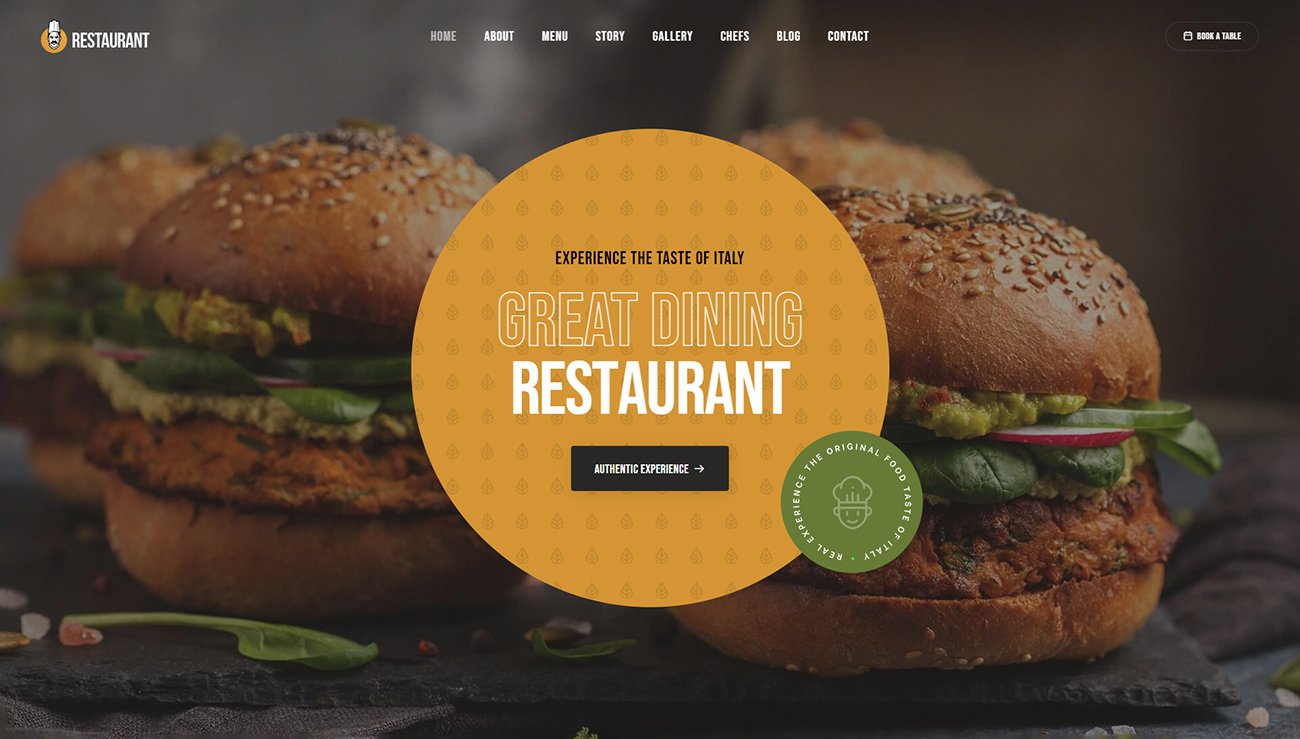 RESTAURANT
HOME ABOUT MENU STORY GALLERY CHEFS BLOG CONTACT
BOOK A TABLE
EXPERIENCE THE TASTE OF ITALY
GREAT DINING
RESTAURANT
AUTHENTIC EXPERIENCE →
REAL EXPERIENCE THE ORIGINAL FOOD TASTE OF ITALY •